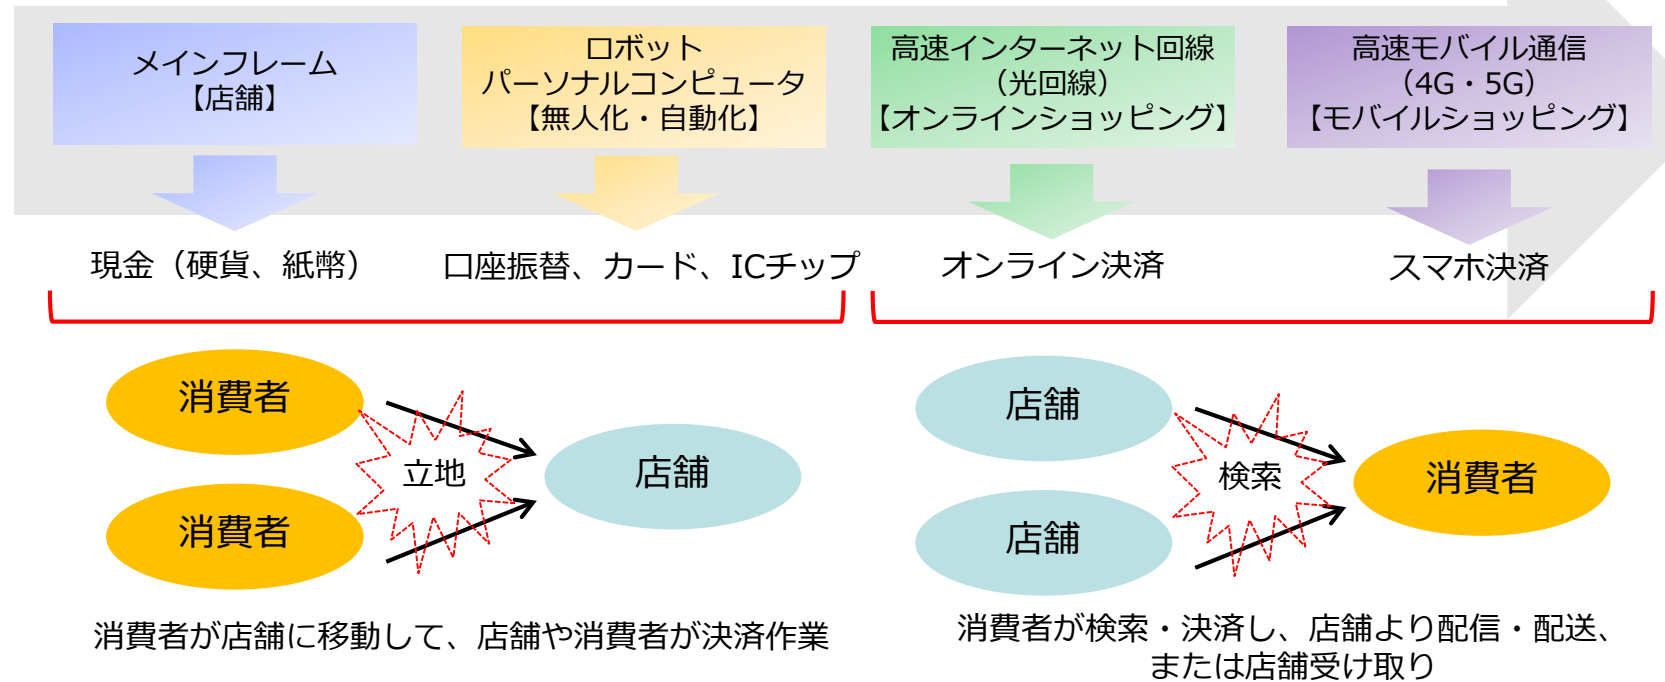 メインフレーム
【店舗】
ロボット
パーソナルコンピュータ
【無人化・自動化】
高速インターネット回線
（光回線）
【オンラインショッピング】
高速モバイル通信
（4G・5G）
【モバイルショッピング】
現金（硬貨、紙幣）
口座振替、カード、ICチップ
オンライン決済
スマホ決済
消費者
消費者
立地
店舗
消費者が店舗に移動して、店舗や消費者が決済作業
店舗
店舗
検索
消費者
消費者が検索・決済し、店舗より配信・配送、
または店舗受け取り